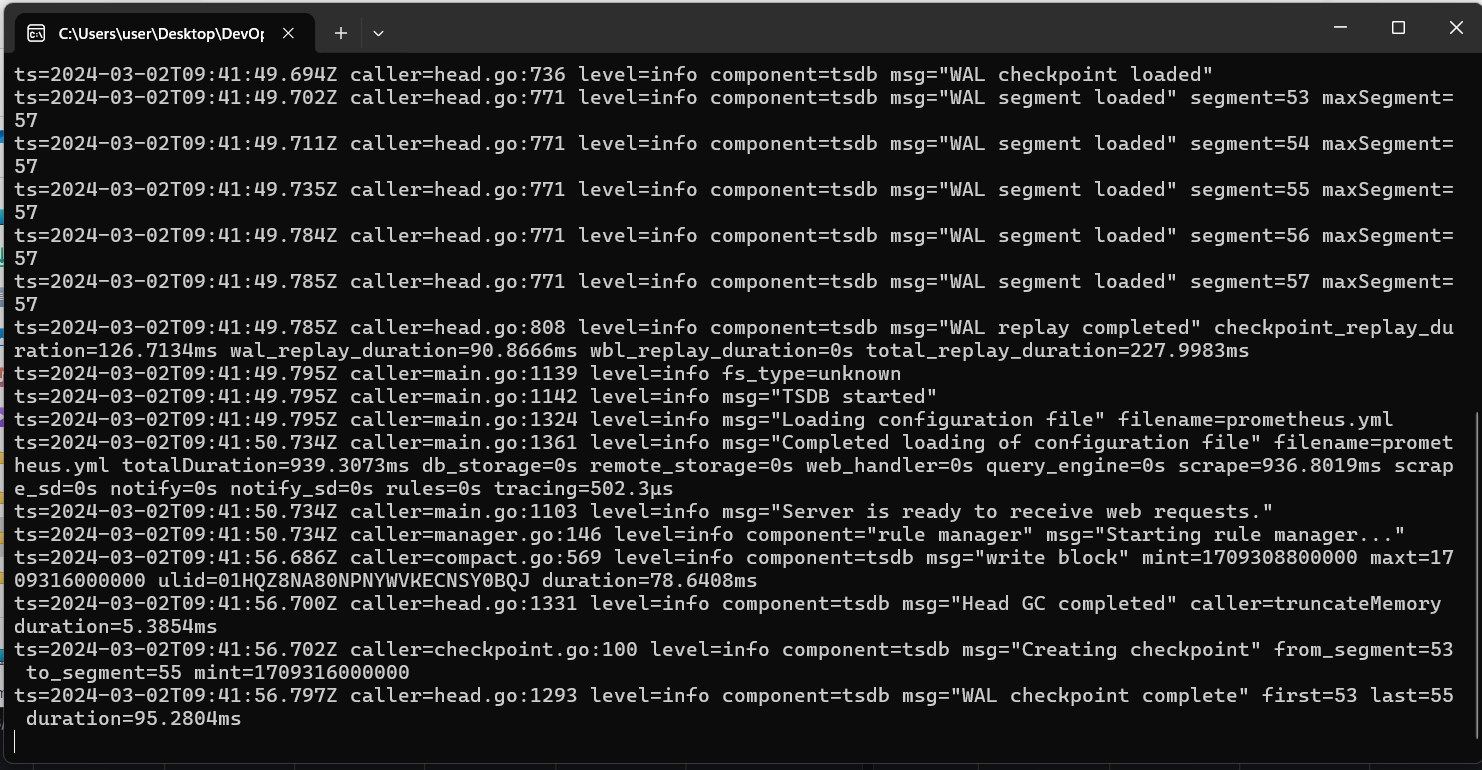 C:\Users\user\Desktop\DevOp
ts=2024-03-02T09:41:49.694Z caller=head.go:736 level=info component=tsdb msg="WAL checkpoint loaded"
ts=2024-03-02T09:41:49.702Z caller=head.go:771 level=info component=tsdb msg="WAL segment loaded" segment=53 maxSegment=
57
ts=2024-03-02T09:41:49.711Z caller=head.go:771 level=info component=tsdb msg="WAL segment loaded" segment=54 maxSegment=
57
ts=2024-03-02T09:41:49.735Z caller=head.go:771 level=info component=tsdb msg="WAL segment loaded" segment=55 maxSegment=
57
ts=2024-03-02T09:41:49.784Z caller=head.go:771 level=info component=tsdb msg="WAL segment loaded" segment=56 maxSegment=
57
ts=2024-03-02T09:41:49.785Z caller=head.go:771 level=info component=tsdb msg="WAL segment loaded" segment=57 maxSegment=
57
ts=2024-03-02T09:41:49.785Z caller=head.go:808 level=info component=tsdb msg="WAL replay completed" checkpoint_replay_du
ration=126.7134ms wal_replay_duration=90.8666ms wbl_replay_duration=0s total_replay_duration=227.9983ms
ts=2024-03-02T09:41:49.795Z caller=main.go:1139 level=info fs_type=unknown
ts=2024-03-02T09:41:49.795Z caller=main.go:1142 level=info msg="TSDB started"
ts=2024-03-02T09:41:49.795Z caller=main.go:1324 level=info msg="Loading configuration file" filename=prometheus.yml
ts=2024-03-02T09:41:50.734Z caller=main.go:1361 level=info msg="Completed loading of configuration file" filename=promet
heus.yml totalDuration=939.3073ms db_storage=0s remote_storage=0s web_handler=0s query_engine=0s scrape=936.8019ms scrap
e_sd=0s notify=0s notify_sd=0s rules=0s tracing=502.3µs
ts=2024-03-02T09:41:50.734Z caller=main.go:1103 level=info msg="Server is ready to receive web requests."
ts=2024-03-02T09:41:50.734Z caller=manager.go:146 level=info component="rule manager" msg="Starting rule manager..."
ts=2024-03-02T09:41:56.686Z caller=compact.go:569 level=info component=tsdb msg="write block" mint=1709308800000 maxt=17
09316000000 ulid=01HQZ8NA80NPNYWVKECNSY0BQJ duration=78.6408ms
ts=2024-03-02T09:41:56.700Z caller=head.go:1331 level=info component=tsdb msg="Head GC completed" caller=truncateMemory
duration=5.3854ms
ts=2024-03-02T09:41:56.702Z caller=checkpoint.go:100 level=info component=tsdb msg="Creating checkpoint" from_segment=53
to_segment=55 mint=1709316000000
ts=2024-03-02T09:41:56.797Z caller=head.go:1293 level=info component=tsdb msg="WAL checkpoint complete" first=53 last=55
duration=95.2804ms